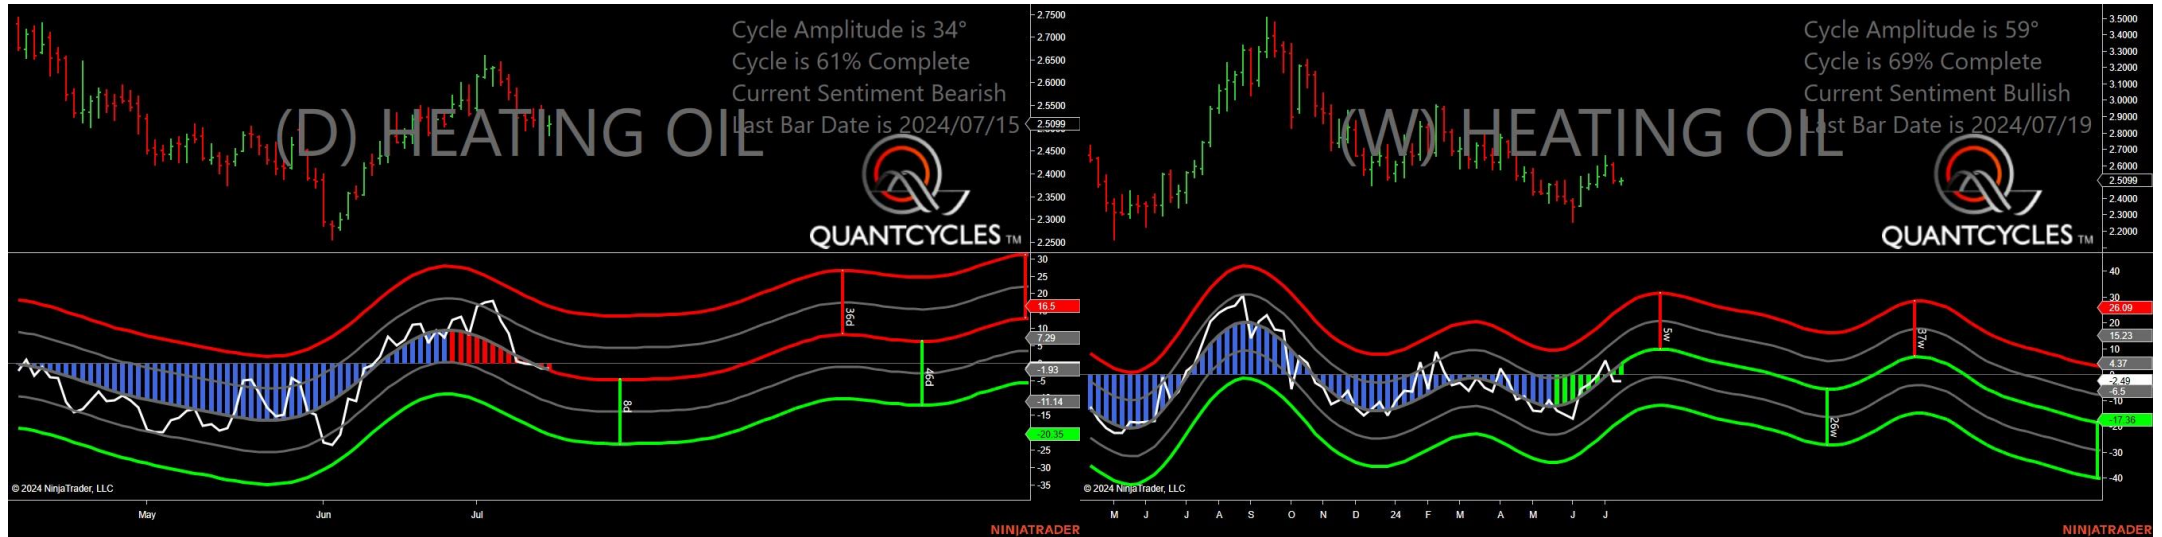 Cycle Amplitude is 34°
Cycle is 61% Complete
Current Sentiment Bearish
Last Bar Date is 2024/07/15
(D) HEATING OIL
QUANTCYCLES TM
2.7500
2.7000
2.6500
2.6000
2.5500
2.5099
2.4500
2.4000
2.3500
2.3000
2.2500
30
25
20
16.5
10
7.29
5
-1.93
-5
-11.14
-15
-20.35
-25
-30
-35
8d
36d
46d
© 2024 NinjaTrader, LLC
May Jun Jul
NINJATRADER
Cycle Amplitude is 59°
Cycle is 69% Complete
Current Sentiment Bullish
Last Bar Date is 2024/07/19
(W) HEATING OIL
QUANTCYCLES TM
3.5000
3.4000
3.3000
3.2000
3.1000
3.0000
2.9000
2.8000
2.7000
2.6000
2.5099
2.4000
2.3000
2.2000
40
30
26.09
20
15.23
10
4.37
-2.49
-6.5
-10
-17.36
-20
-30
-40
5w
26w
37w
© 2024 NinjaTrader, LLC
M J J A S O N D 24 F M A M J J
NINJATRADER